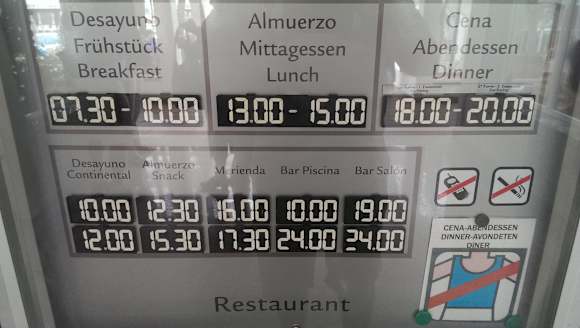 Desayuno
Frühstück
Breakfast
07.30 - 10.00
Almuerzo
Mittagessen
Lunch
13.00 - 15.00
Cena
Abendessen
Dinner
18.00 - 20.00
Desayuno Continental
10.00
12.00
Almuerzo-Snack
12.30
15.30
Merienda
16.00
17.30
Bar Piscina
10.00
24.00
Bar Salón
19.00
24.00
CENA-ABENDESSEN
DINNER-AVONDETEN
DINER
Restaurant